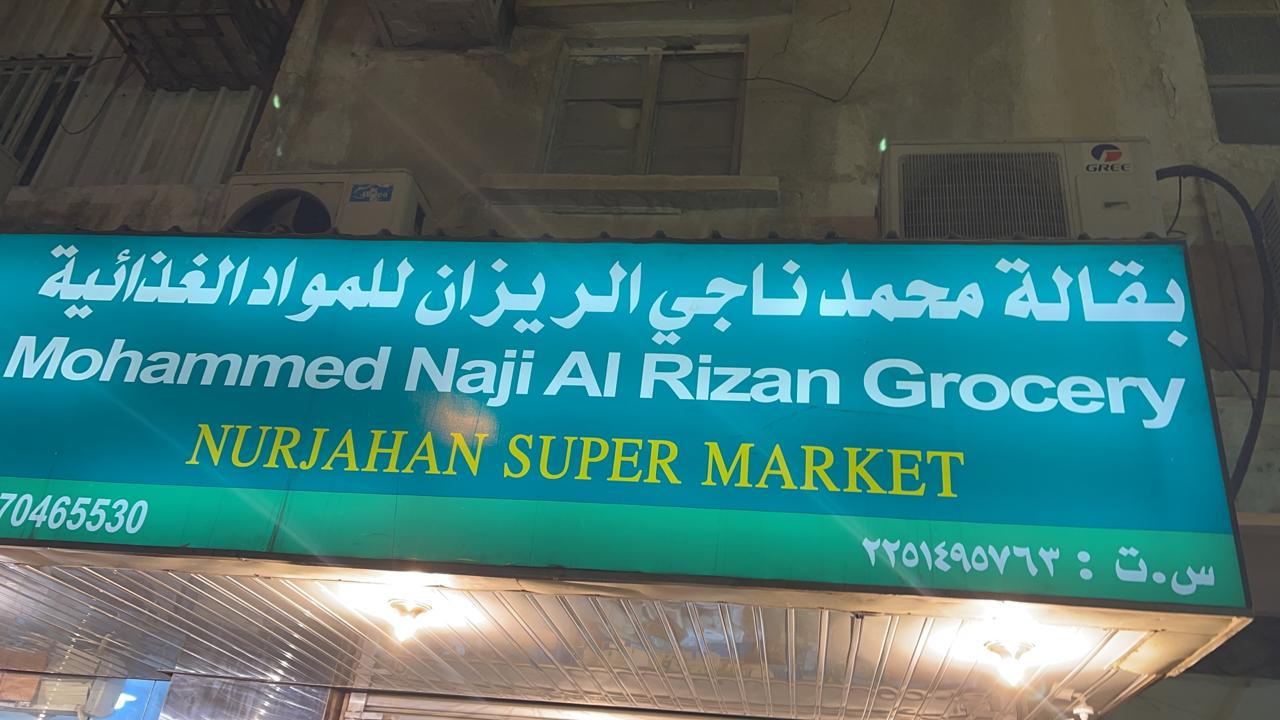 GREE
بقالة محمد ناجي الريزان للمواد الغذائية
Mohammed Naji Al Rizan Grocery
NURJAHAN SUPER MARKET
70465530
س.ت : ٢٢٥١٤٩٥٧٦٣